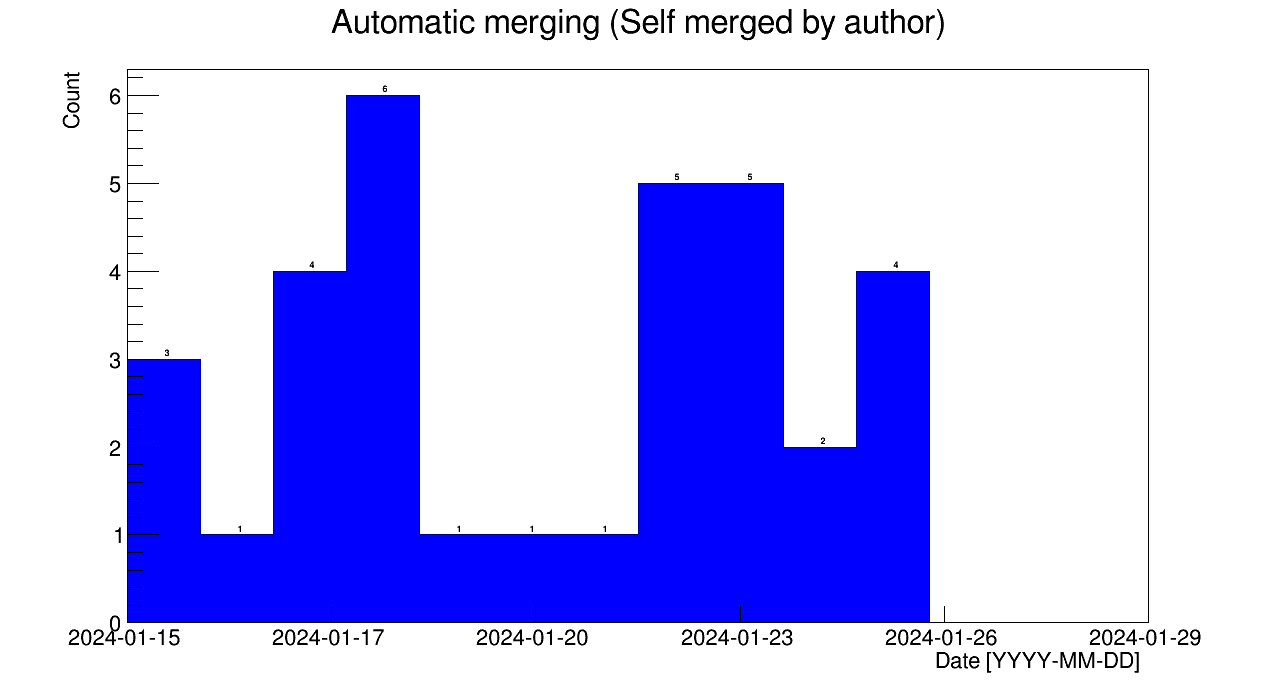 Automatic merging (Self merged by author)
Count
6
5
4
3
2
1
0
6
5 5
4 4
3
2
1 1 1 1
2024-01-15 2024-01-17 2024-01-20 2024-01-23 2024-01-26 2024-01-29
Date [YYYY-MM-DD]